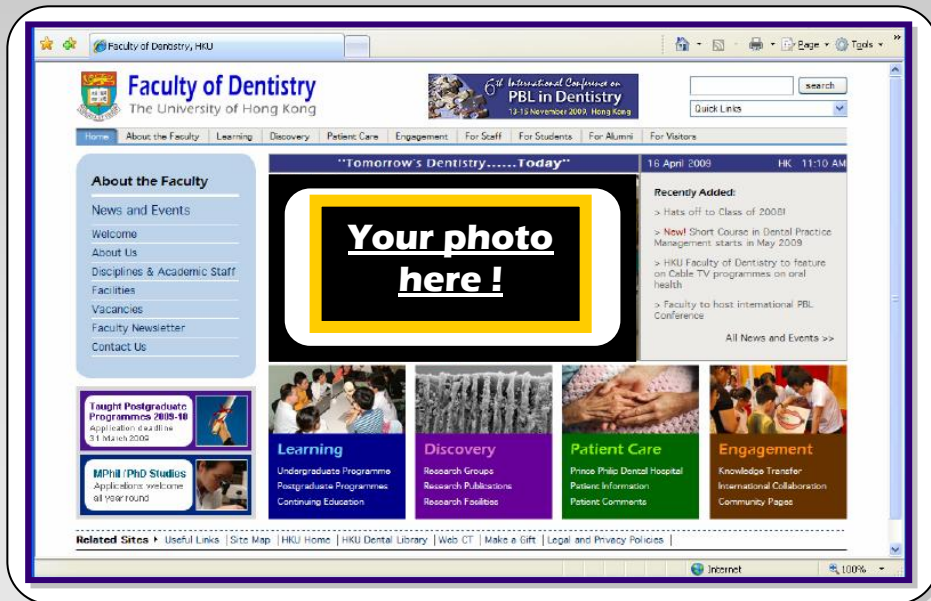 Faculty of Dentistry, HKU
Page
Tools
Faculty of Dentistry
The University of Hong Kong
6th International Conference on
PBL in Dentistry
13-15 November 2009, Hong Kong
search
Quick Links
Home About the Faculty Learning Discovery Patient Care Engagement For Staff For Students For Alumni For Visitors
"Tomorrow's Dentistry......Today"
16 April 2009 HK 11:10 AM
About the Faculty
News and Events
Welcome
About Us
Disciplines & Academic Staff
Facilities
Vacancies
Faculty Newsletter
Contact Us
Your photo
here !
Recently Added:
> Hats off to Class of 2008!
> New! Short Course in Dental Practice
Management starts in May 2009
> HKU Faculty of Dentistry to feature
on Cable TV programmes on oral
health
> Faculty to host international PBL
Conference
All News and Events >>
Taught Postgraduate
Programmes 2009-10
Application deadline
31 March 2009
MPhil /PhD Studies
Applications welcome
all year round
Learning
Undergraduate Programme
Postgraduate Programmes
Continuing Education
Discovery
Research Groups
Research Publications
Research Facilities
Patient Care
Prince Philip Dental Hospital
Patient Information
Patient Comments
Engagement
Knowledge Transfer
International Collaboration
Community Pages
Related Sites Useful Links | Site Map | HKU Home | HKU Dental Library | Web CT | Make a Gift | Legal and Privacy Policies |
Internet
100%